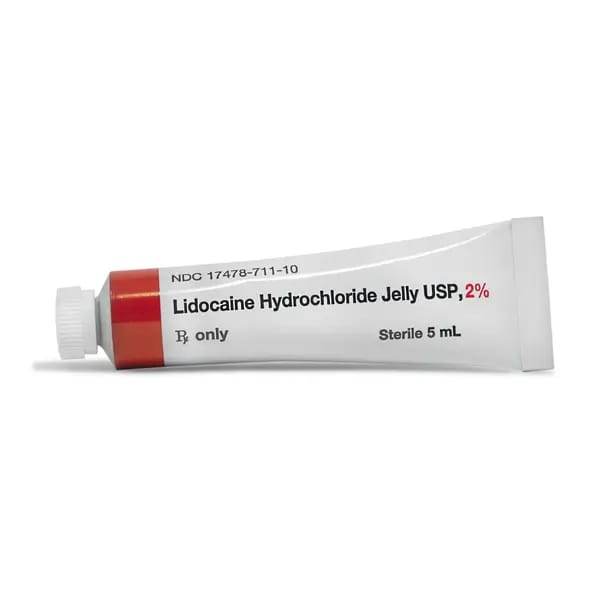 NDC 17478-711-10
Lidocaine Hydrochloride Jelly USP, 2%
℞ only
Sterile 5 mL